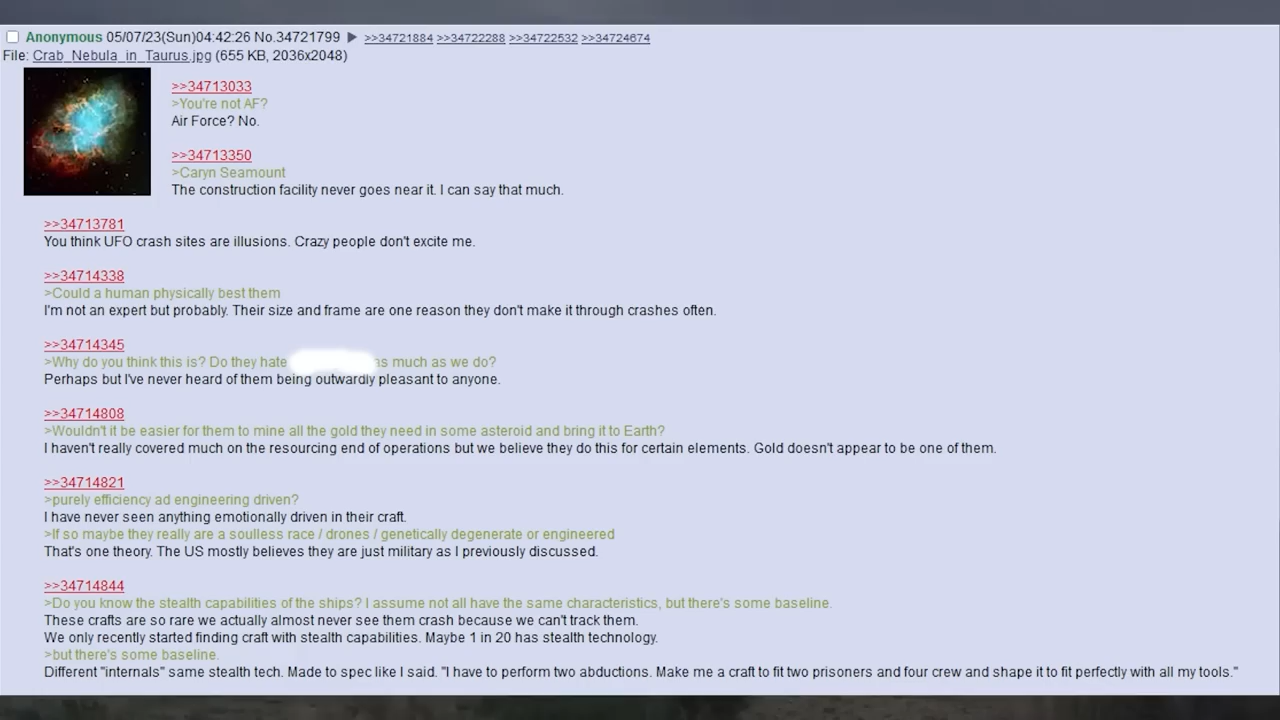 Anonymous 05/07/23(Sun)04:42:26 No.34721799 ▶ >>34721884 >>34722288 >>34722532 >>34724674
File: Crab_Nebula_in_Taurus.jpg (655 KB, 2036x2048)
>>34713033
>You're not AF?
Air Force? No.
>>34713350
>Caryn Seamount
The construction facility never goes near it. I can say that much.
>>34713781
You think UFO crash sites are illusions. Crazy people don't excite me.
>>34714338
>Could a human physically best them
I'm not an expert but probably. Their size and frame are one reason they don't make it through crashes often.
>>34714345
>Why do you think this is? Do they hate much as we do?
Perhaps but I've never heard of them being outwardly pleasant to anyone.
>>34714808
>Wouldn't it be easier for them to mine all the gold they need in some asteroid and bring it to Earth?
I haven't really covered much on the resourcing end of operations but we believe they do this for certain elements. Gold doesn't appear to be one of them.
>>34714821
>purely efficiency ad engineering driven?
I have never seen anything emotionally driven in their craft.
>If so maybe they really are a soulless race / drones / genetically degenerate or engineered
That's one theory. The US mostly believes they are just military as I previously discussed.
>>34714844
>Do you know the stealth capabilities of the ships? I assume not all have the same characteristics, but there's some baseline.
These crafts are so rare we actually almost never see them crash because we can't track them.
We only recently started finding craft with stealth capabilities. Maybe 1 in 20 has stealth technology.
>but there's some baseline.
Different "internals" same stealth tech. Made to spec like I said. "I have to perform two abductions. Make me a craft to fit two prisoners and four crew and shape it to fit perfectly with all my tools."